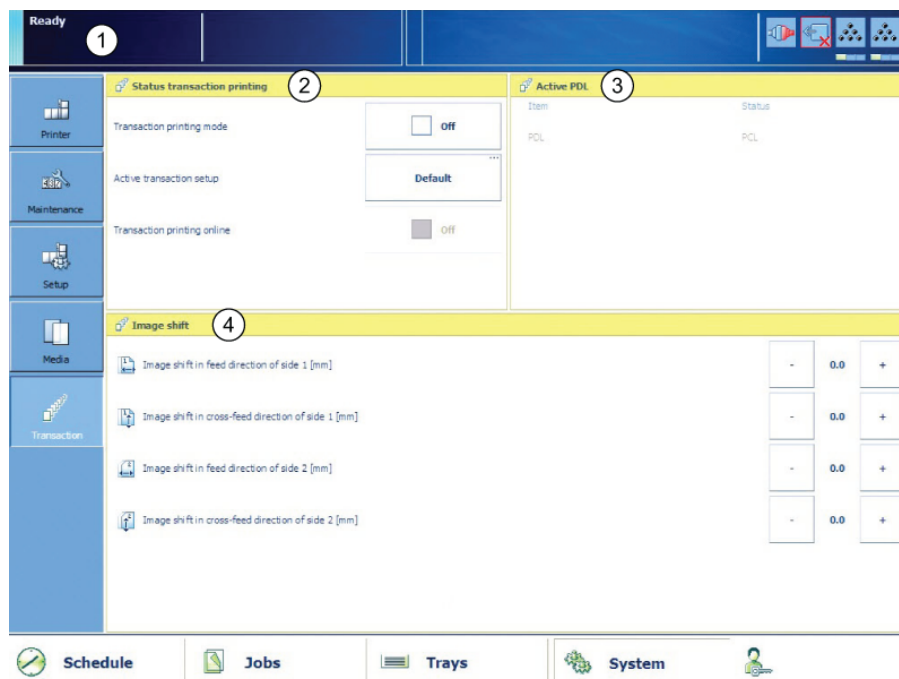 Ready
1
Status transaction printing 2
Active PDL 3
Item Status
PDL PCL
Transaction printing mode Off
Active transaction setup Default
Transaction printing online Off
Printer
Maintenance
Setup
Media
Transaction
Image shift 4
Image shift in feed direction of side 1 [mm] - 0.0 +
Image shift in cross-feed direction of side 1 [mm] - 0.0 +
Image shift in feed direction of side 2 [mm] - 0.0 +
Image shift in cross-feed direction of side 2 [mm] - 0.0 +
Schedule Jobs Trays System